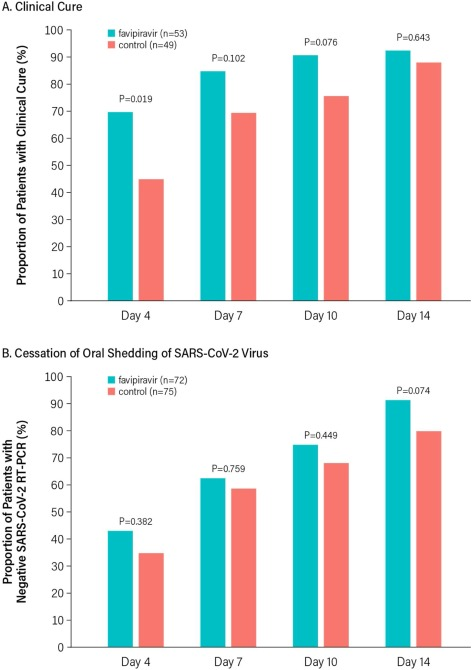 A. Clinical Cure
favipiravir (n=53)
control (n=49)
Proportion of Patients with Clinical Cure (%)
100
90
80
70
60
50
40
30
20
10
0
P=0.019
P=0.102
P=0.076
P=0.643
Day 4
Day 7
Day 10
Day 14
B. Cessation of Oral Shedding of SARS-CoV-2 Virus
favipiravir (n=72)
control (n=75)
Proportion of Patients with
Negative SARS-CoV-2 RT-PCR (%)
100
90
80
70
60
50
40
30
20
10
0
P=0.382
P=0.759
P=0.449
P=0.074
Day 4
Day 7
Day 10
Day 14